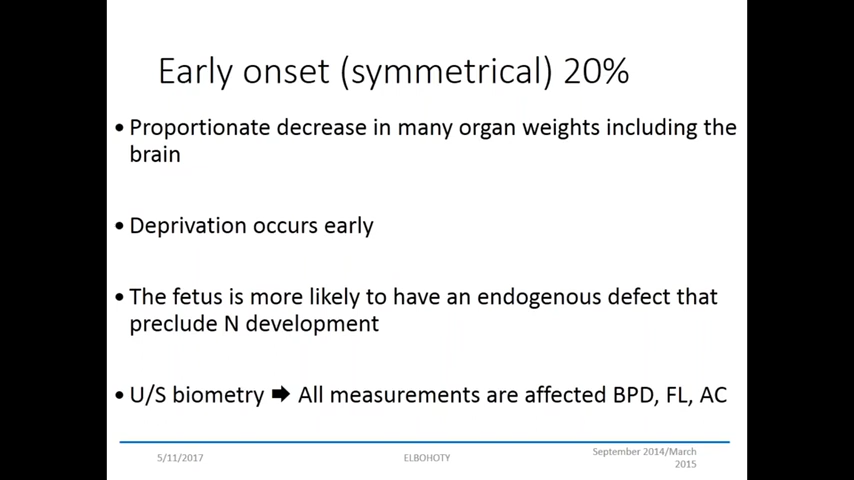 Early onset (symmetrical) 20%
• Proportionate decrease in many organ weights including the
brain
• Deprivation occurs early
• The fetus is more likely to have an endogenous defect that
preclude N development
• U/S biometry 🡆 All measurements are affected BPD, FL, AC
5/11/2017
ELBOHOTY
September 2014/March
2015